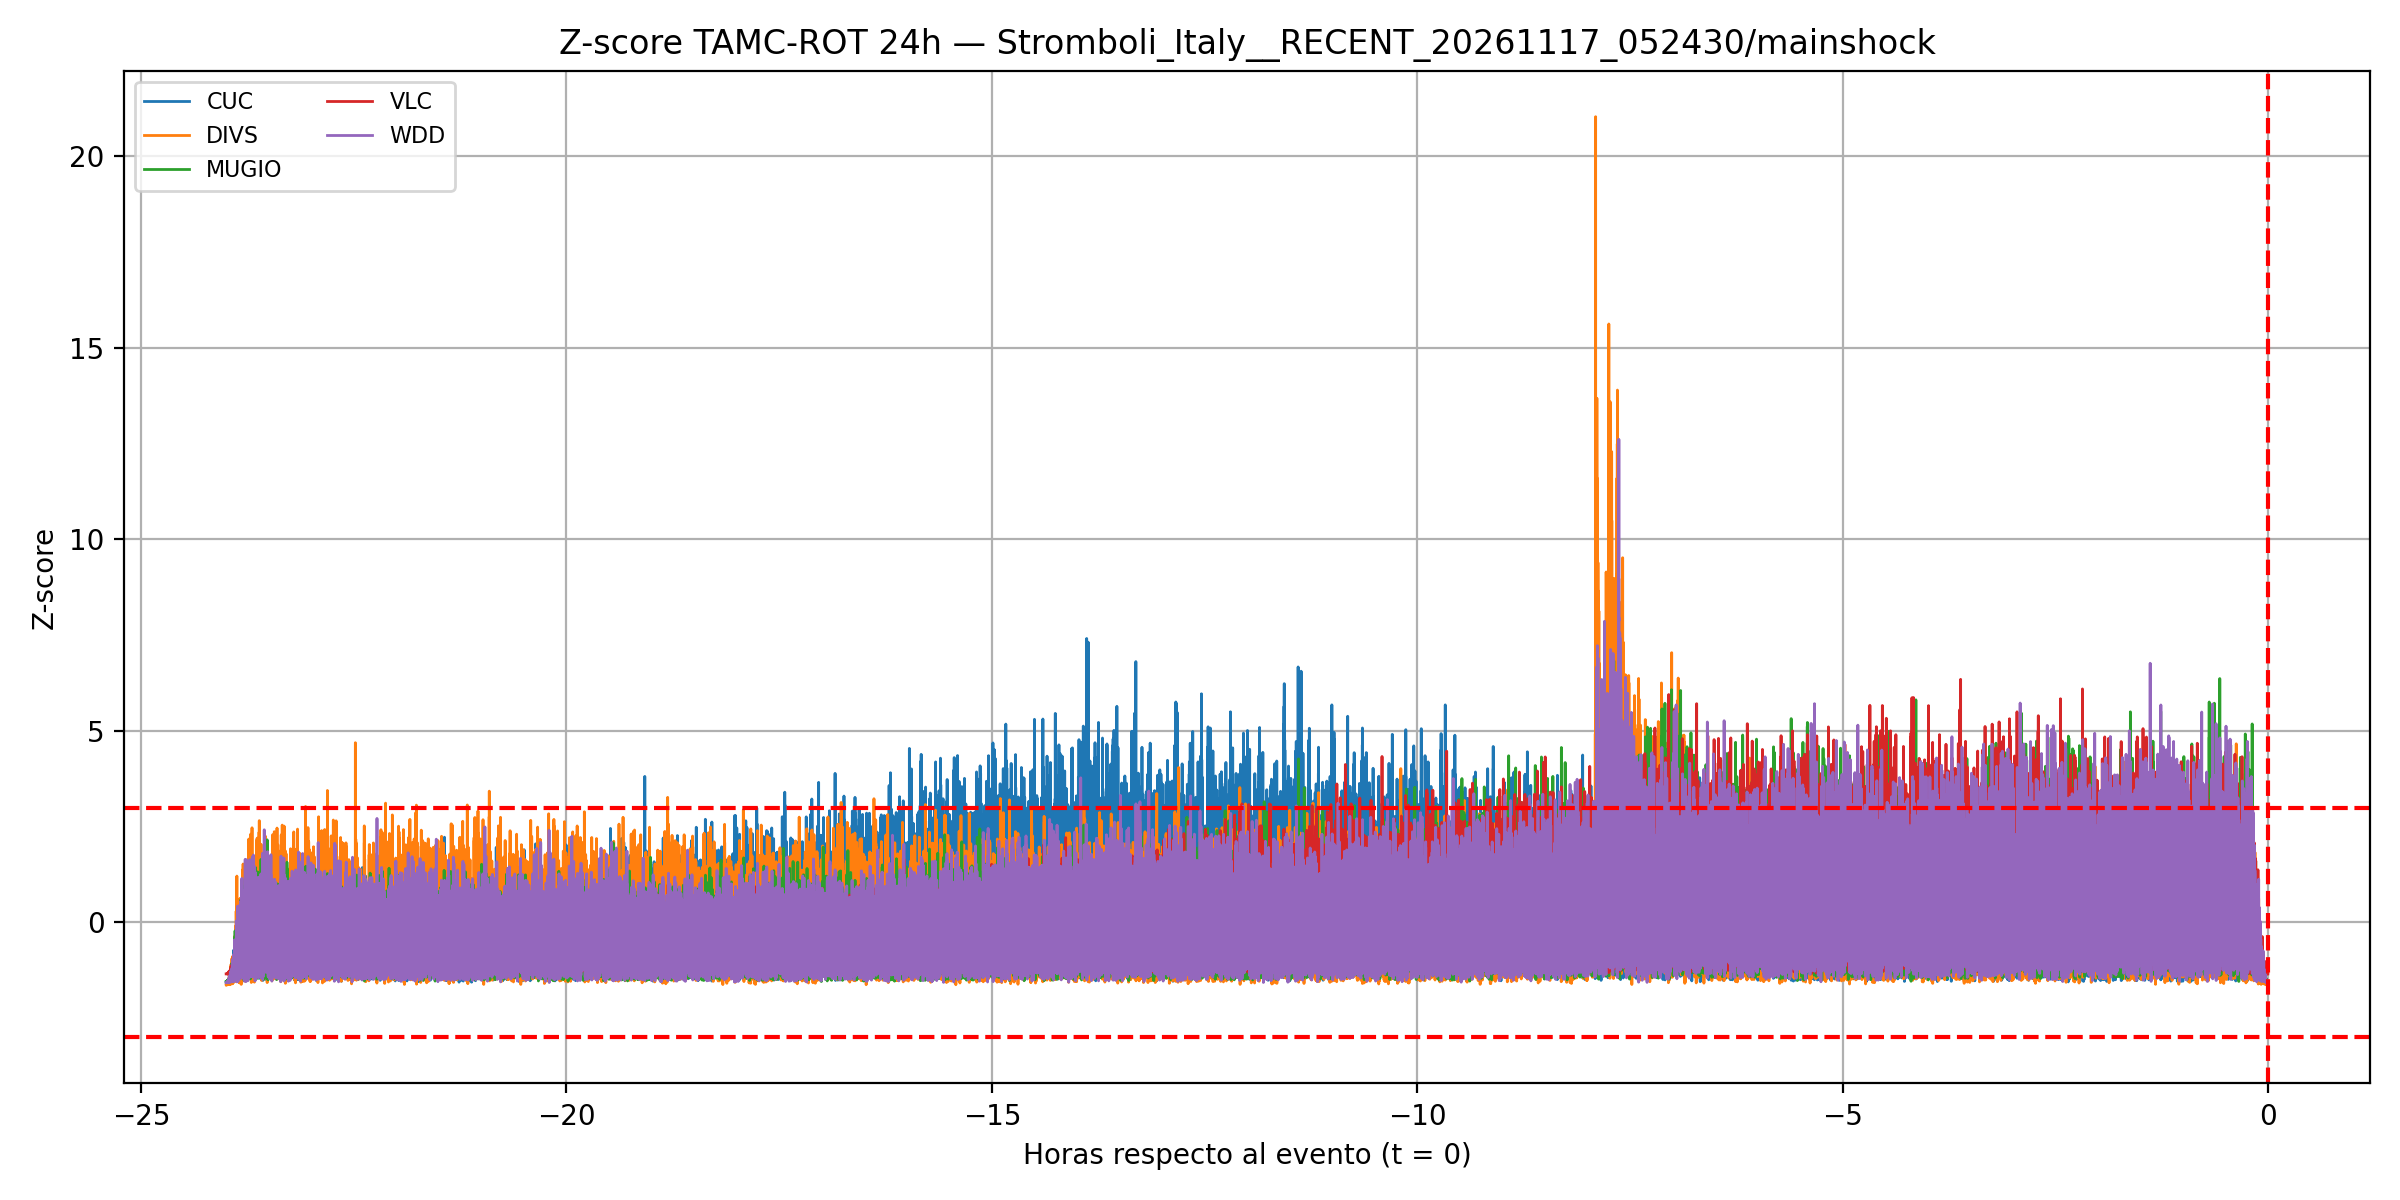 Z-score TAMC-ROT 24h — Stromboli_Italy__RECENT_20261117_052430/mainshock
CUC
DIVS
MUGIO
VLC
WDD
Z-score
20
15
10
5
0
−25
−20
−15
−10
−5
0
Horas respecto al evento (t = 0)